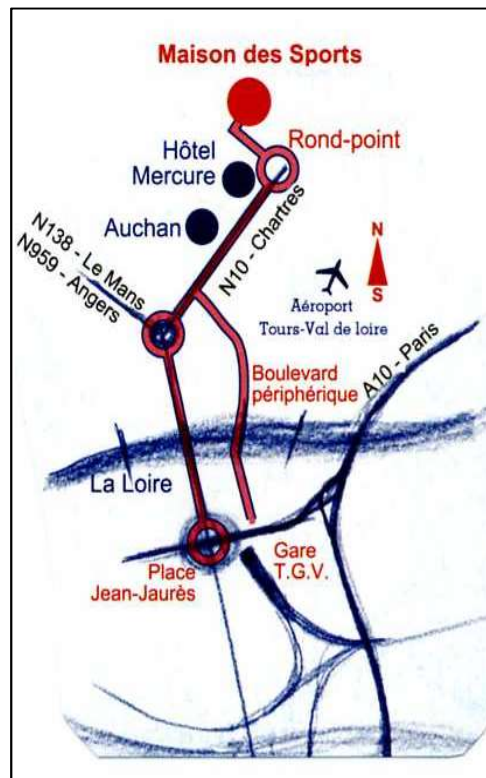 Maison des Sports
Rond-point
Hôtel
Mercure
Auchan
N10 - Chartres
N138 - Le Mans
N959 - Angers
N
S
Aéroport
Tours-Val de loire
A10 - Paris
Boulevard
périphérique
La Loire
Gare
T.G.V.
Place
Jean-Jaurès